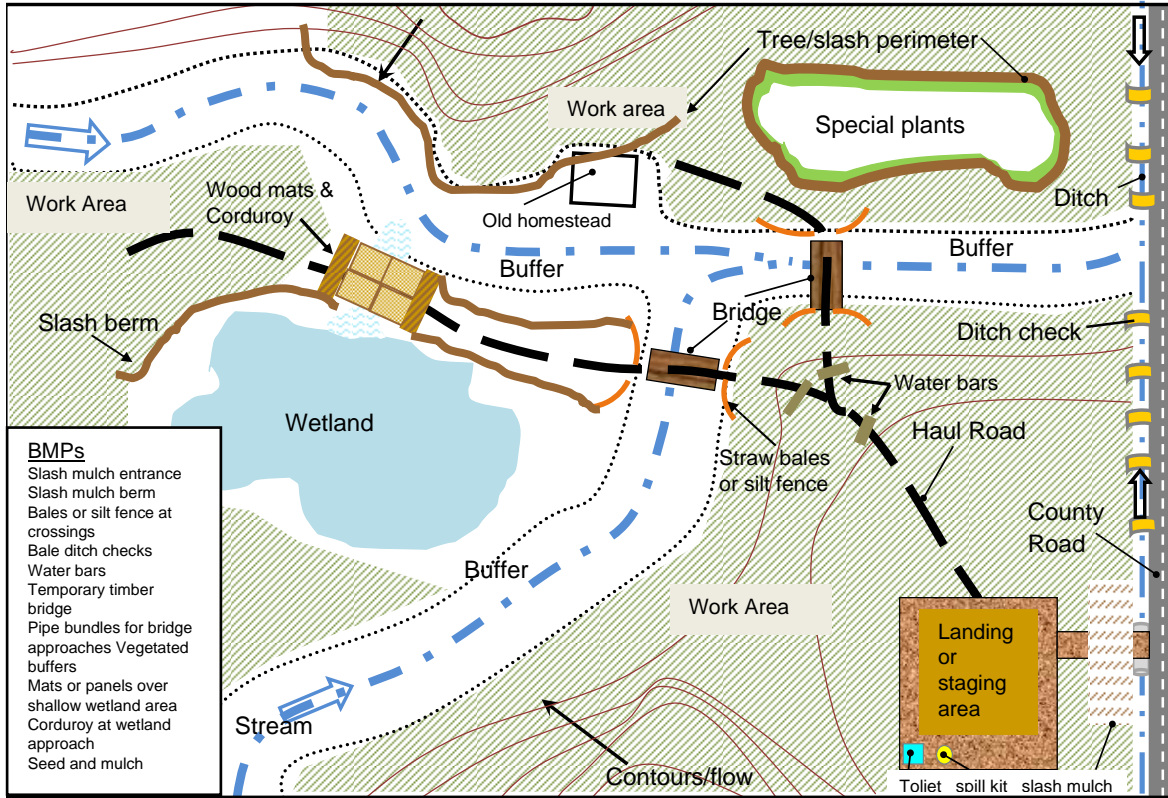 Tree/slash perimeter
Work area
Special plants
Ditch
Wood mats &
Corduroy
Work Area
Old homestead
Buffer
Buffer
Slash berm
Bridge
Ditch check
Water bars
Wetland
Haul Road
Straw bales
or silt fence
County
Road
Buffer
Work Area
Landing
or
staging
area
Stream
Contours/flow
Toliet spill kit slash mulch
BMPs
Slash mulch entrance
Slash mulch berm
Bales or silt fence at
crossings
Bale ditch checks
Water bars
Temporary timber
bridge
Pipe bundles for bridge
approaches Vegetated
buffers
Mats or panels over
shallow wetland area
Corduroy at wetland
approach
Seed and mulch